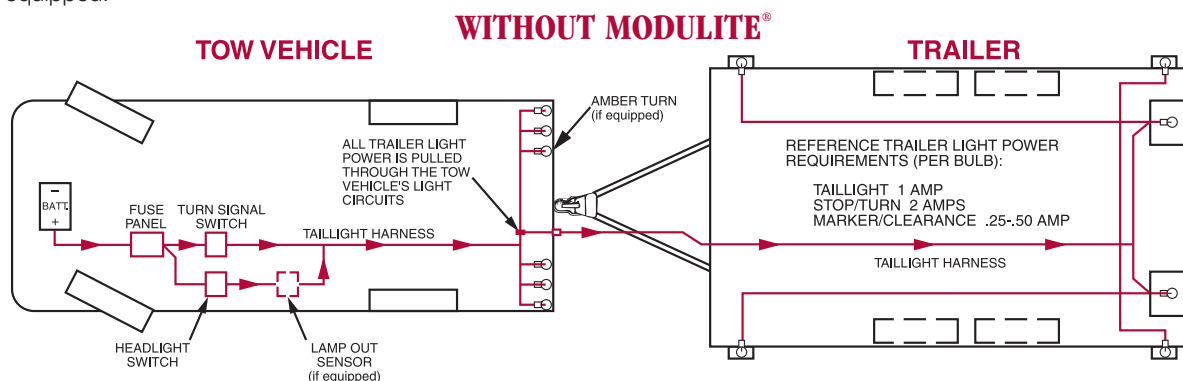 equipped.
WITHOUT MODULITE®
TOW VEHICLE
TRAILER
AMBER TURN
(if equipped)
ALL TRAILER LIGHT
POWER IS PULLED
THROUGH THE TOW
VEHICLE'S LIGHT
CIRCUITS
REFERENCE TRAILER LIGHT POWER
REQUIREMENTS (PER BULB):
TAILLIGHT 1 AMP
STOP/TURN 2 AMPS
MARKER/CLEARANCE .25-.50 AMP
–
BATT.
+
FUSE
PANEL
TURN SIGNAL
SWITCH
TAILLIGHT HARNESS
TAILLIGHT HARNESS
HEADLIGHT
SWITCH
LAMP OUT
SENSOR
(if equipped)